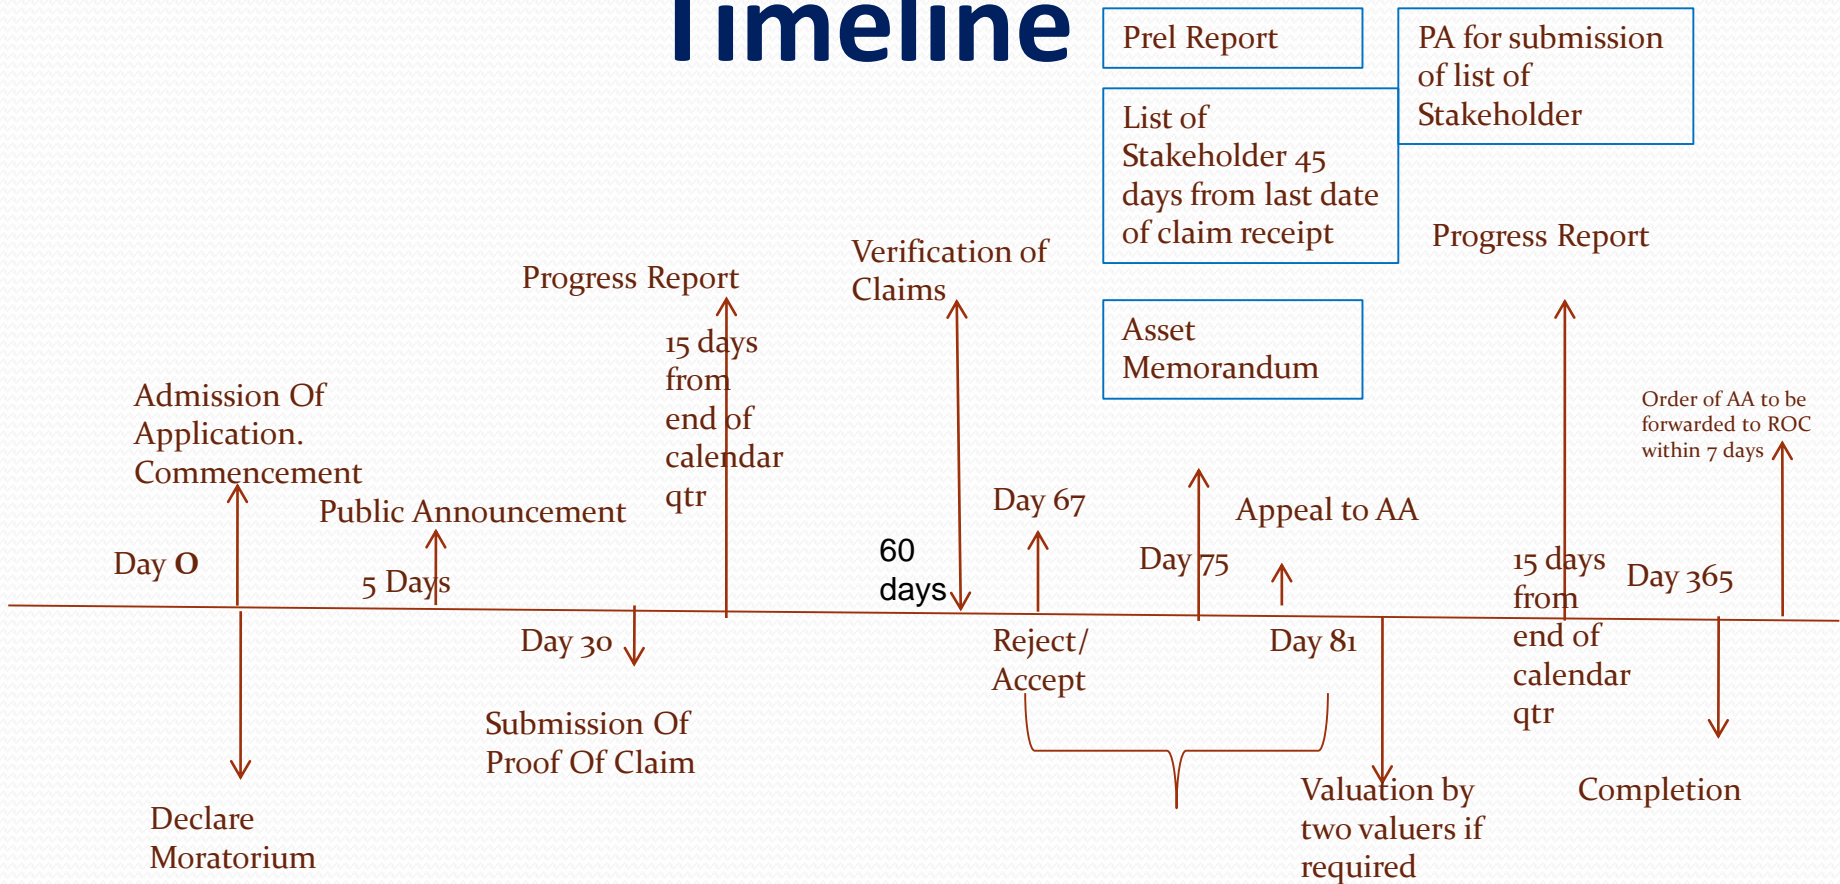 Timeline
Prel Report
PA for submission
of list of
Stakeholder
List of
Stakeholder 45
days from last date
of claim receipt
Asset
Memorandum
Progress Report
15 days
from
end of
calendar
qtr
Verification of
Claims
Progress Report
Admission Of
Application.
Commencement
Public Announcement
Day O
5 Days
60
days
Day 67
Day 75
Appeal to AA
15 days
from
end of
calendar
qtr
Order of AA to be
forwarded to ROC
within 7 days
Day 365
Day 30
Submission Of
Proof Of Claim
Reject/
Accept
Day 81
Declare
Moratorium
Valuation by
two valuers if
required
Completion